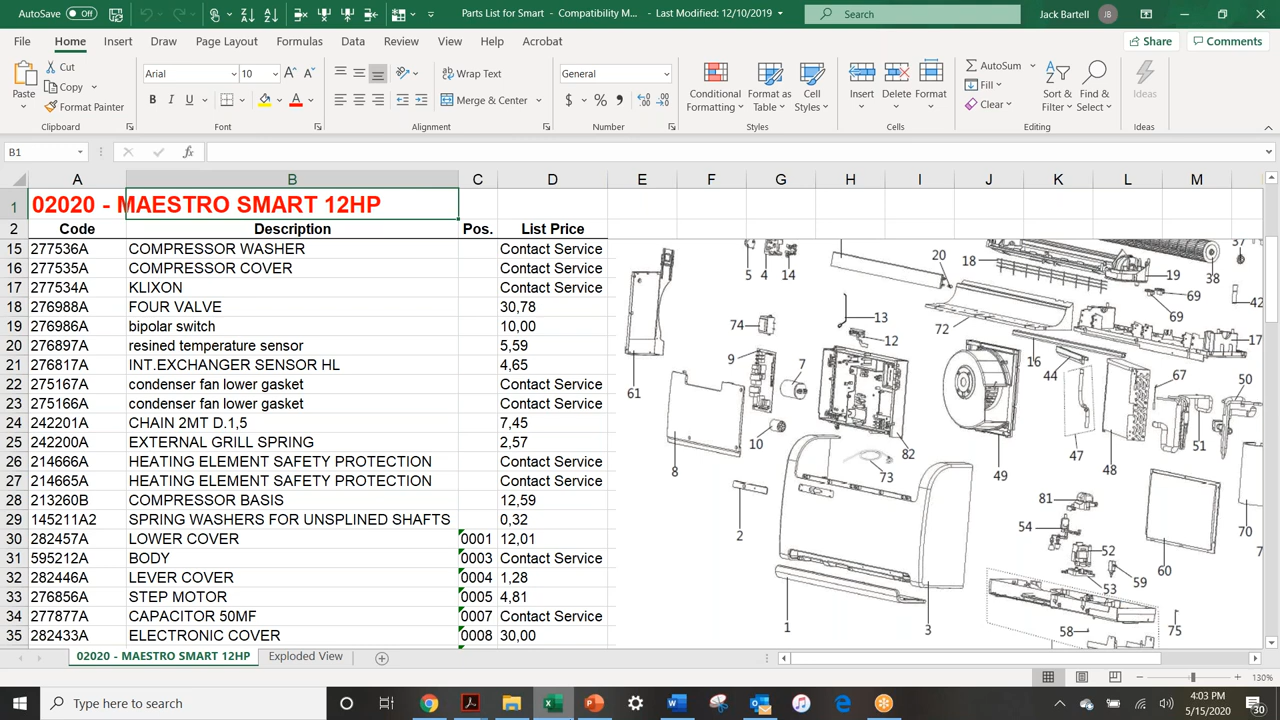 AutoSave Off
Parts List for Smart - Compatibility M... Last Modified: 12/10/2019
Search
Jack Bartell JB
File Home Insert Draw Page Layout Formulas Data Review View Help Acrobat
Share Comments
Paste Cut Copy Format Painter
Arial 10
B I U
Wrap Text
Merge & Center
General
$ % ,
Conditional Formatting Format as Table Cell Styles
Insert Delete Format
AutoSum Fill Clear
Sort & Filter Find & Select
Ideas
Clipboard Font Alignment Number Styles Cells Editing Ideas
B1 fx
A B C D E F G H I J K L M
1 02020 - MAESTRO SMART 12HP
2 Code Description Pos. List Price
15 277536A COMPRESSOR WASHER Contact Service
16 277535A COMPRESSOR COVER Contact Service
17 277534A KLIXON Contact Service
18 276988A FOUR VALVE 30,78
19 276986A bipolar switch 10,00
20 276897A resined temperature sensor 5,59
21 276817A INT.EXCHANGER SENSOR HL 4,65
22 275167A condenser fan lower gasket Contact Service
23 275166A condenser fan lower gasket Contact Service
24 242201A CHAIN 2MT D.1,5 7,45
25 242200A EXTERNAL GRILL SPRING 2,57
26 214666A HEATING ELEMENT SAFETY PROTECTION Contact Service
27 214665A HEATING ELEMENT SAFETY PROTECTION Contact Service
28 213260B COMPRESSOR BASIS 12,59
29 145211A2 SPRING WASHERS FOR UNSPLINED SHAFTS 0,32
30 282457A LOWER COVER 0001 12,01
31 595212A BODY 0003 Contact Service
32 282446A LEVER COVER 0004 1,28
33 276856A STEP MOTOR 0005 4,81
34 277877A CAPACITOR 50MF 0007 Contact Service
35 282433A ELECTRONIC COVER 0008 30,00
5 4 14 20 18 19 38
69 42
74 13 72 69
12 17
9 7 16
61 44 67 50
10 51
8 82 47 48
73 49
81
2 54 70
52
60
59
53
1 3 58 75
02020 - MAESTRO SMART 12HP Exploded View
130%
Type here to search
4:03 PM
5/15/2020
30